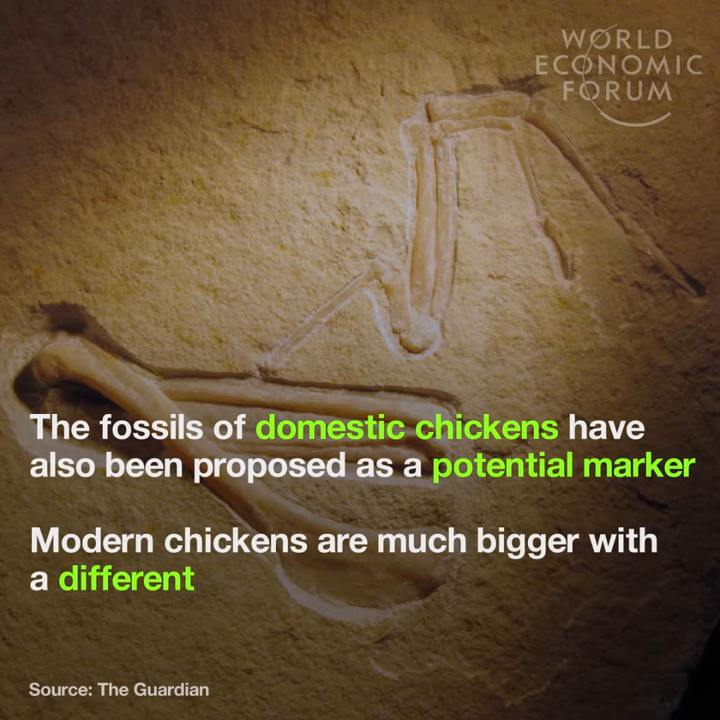 WORLD
ECONOMIC
FORUM
The fossils of domestic chickens have
also been proposed as a potential marker
Modern chickens are much bigger with
a different
Source: The Guardian